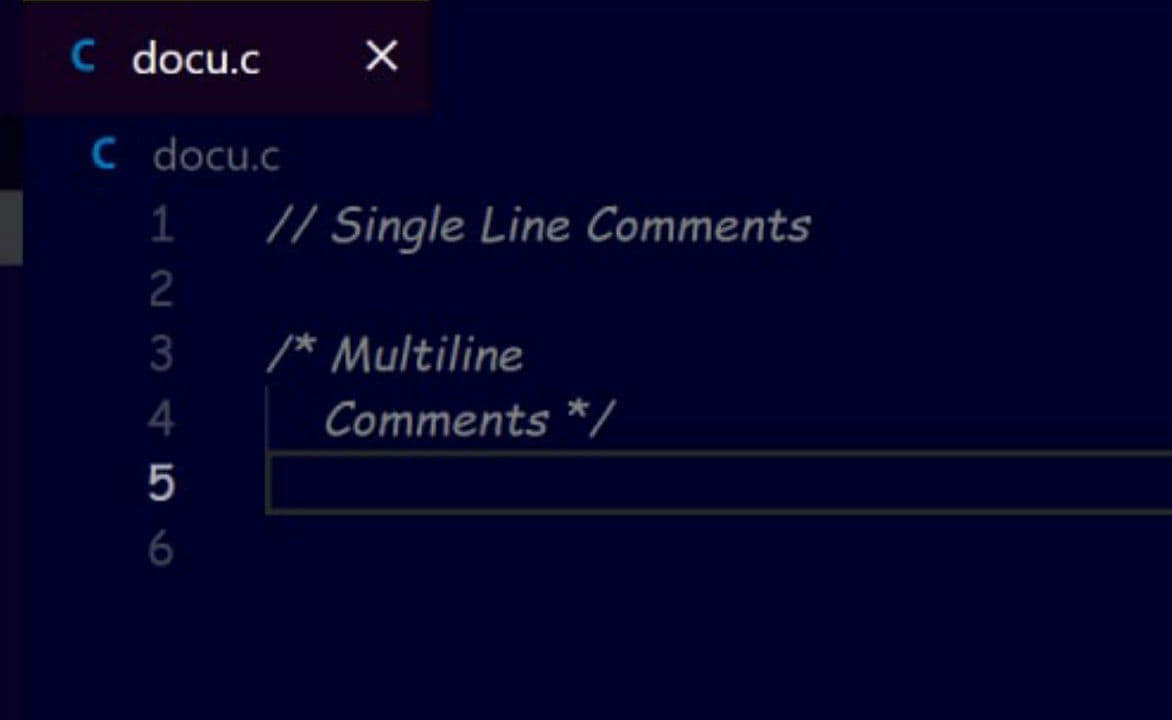 C docu.c ×
C docu.c
1 // Single Line Comments
2
3 /* Multiline
4 Comments */
5
6